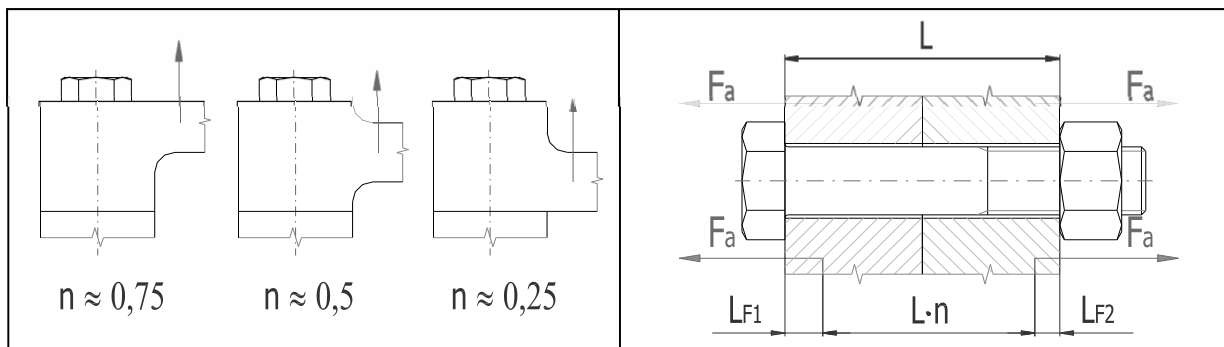 n ≈ 0,75
n ≈ 0,5
n ≈ 0,25
L
Fa Fa
Fa Fa
LF1 L·n LF2